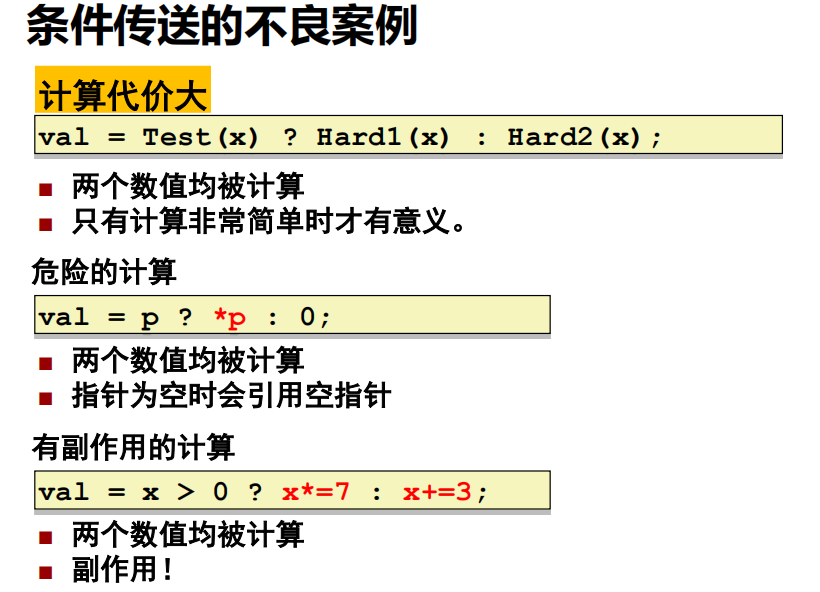 条件传送的不良案例
计算代价大
val = Test(x) ? Hard1(x) : Hard2(x);
■ 两个数值均被计算
■ 只有计算非常简单时才有意义。
危险的计算
val = p ? *p : 0;
■ 两个数值均被计算
■ 指针为空时会引用空指针
有副作用的计算
val = x > 0 ? x*=7 : x+=3;
■ 两个数值均被计算
■ 副作用！